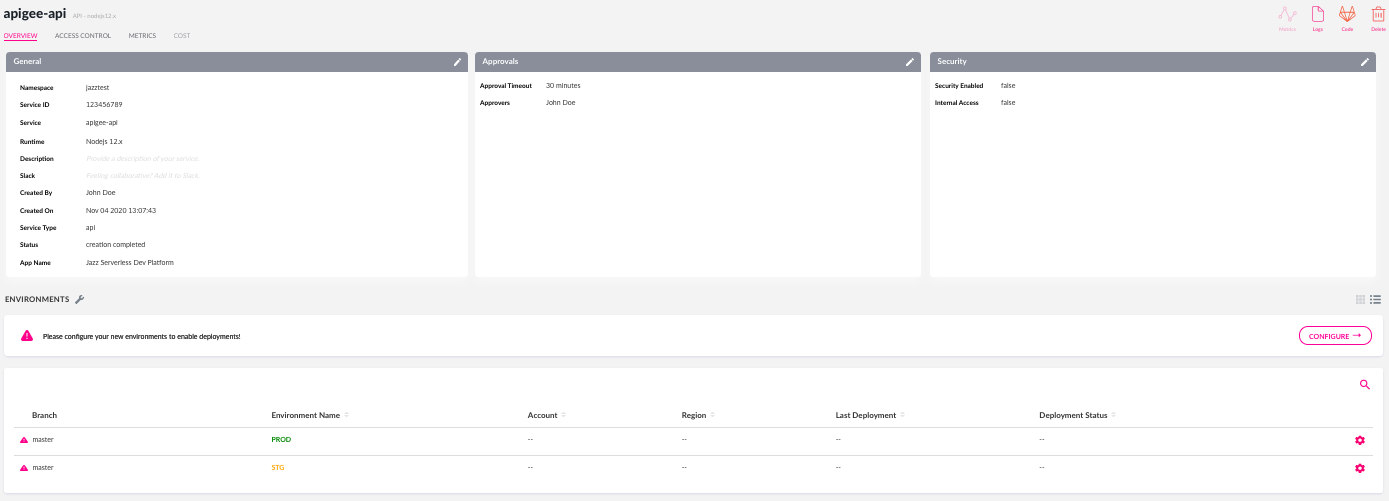 apigee-api API - nodejs12.x
Metrics Logs Code Delete
OVERVIEW ACCESS CONTROL METRICS COST
General
Namespace jazztest
Service ID 123456789
Service apigee-api
Runtime Nodejs 12.x
Description Provide a description of your service.
Slack Feeling collaborative? Add it to Slack.
Created By John Doe
Created On Nov 04 2020 13:07:43
Service Type api
Status creation completed
App Name Jazz Serverless Dev Platform
Approvals
Approval Timeout 30 minutes
Approvers John Doe
Security
Security Enabled false
Internal Access false
ENVIRONMENTS
Please configure your new environments to enable deployments!
CONFIGURE →
Branch Environment Name Account Region Last Deployment Deployment Status
master PROD -- -- -- --
master STG -- -- -- --